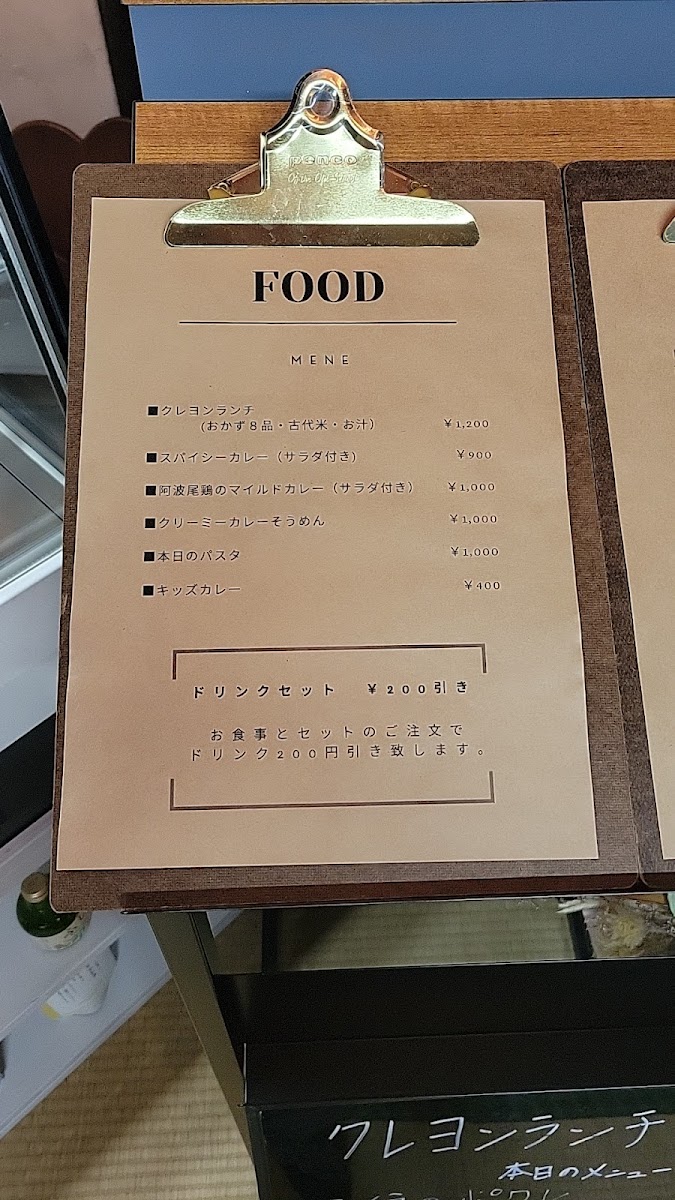 penco
FOOD
MENE
■クレヨンランチ
(おかず8品・古代米・お汁) ¥1,200
■スパイシーカレー（サラダ付き) ¥900
■阿波尾鶏のマイルドカレー（サラダ付き） ¥1,000
■クリーミーカレーそうめん ¥1,000
■本日のパスタ ¥1,000
■キッズカレー ¥400
ドリンクセット ¥200引き
お食事とセットのご注文で
ドリンク200円引き致します。
クレヨンランチ
本日のメニュー